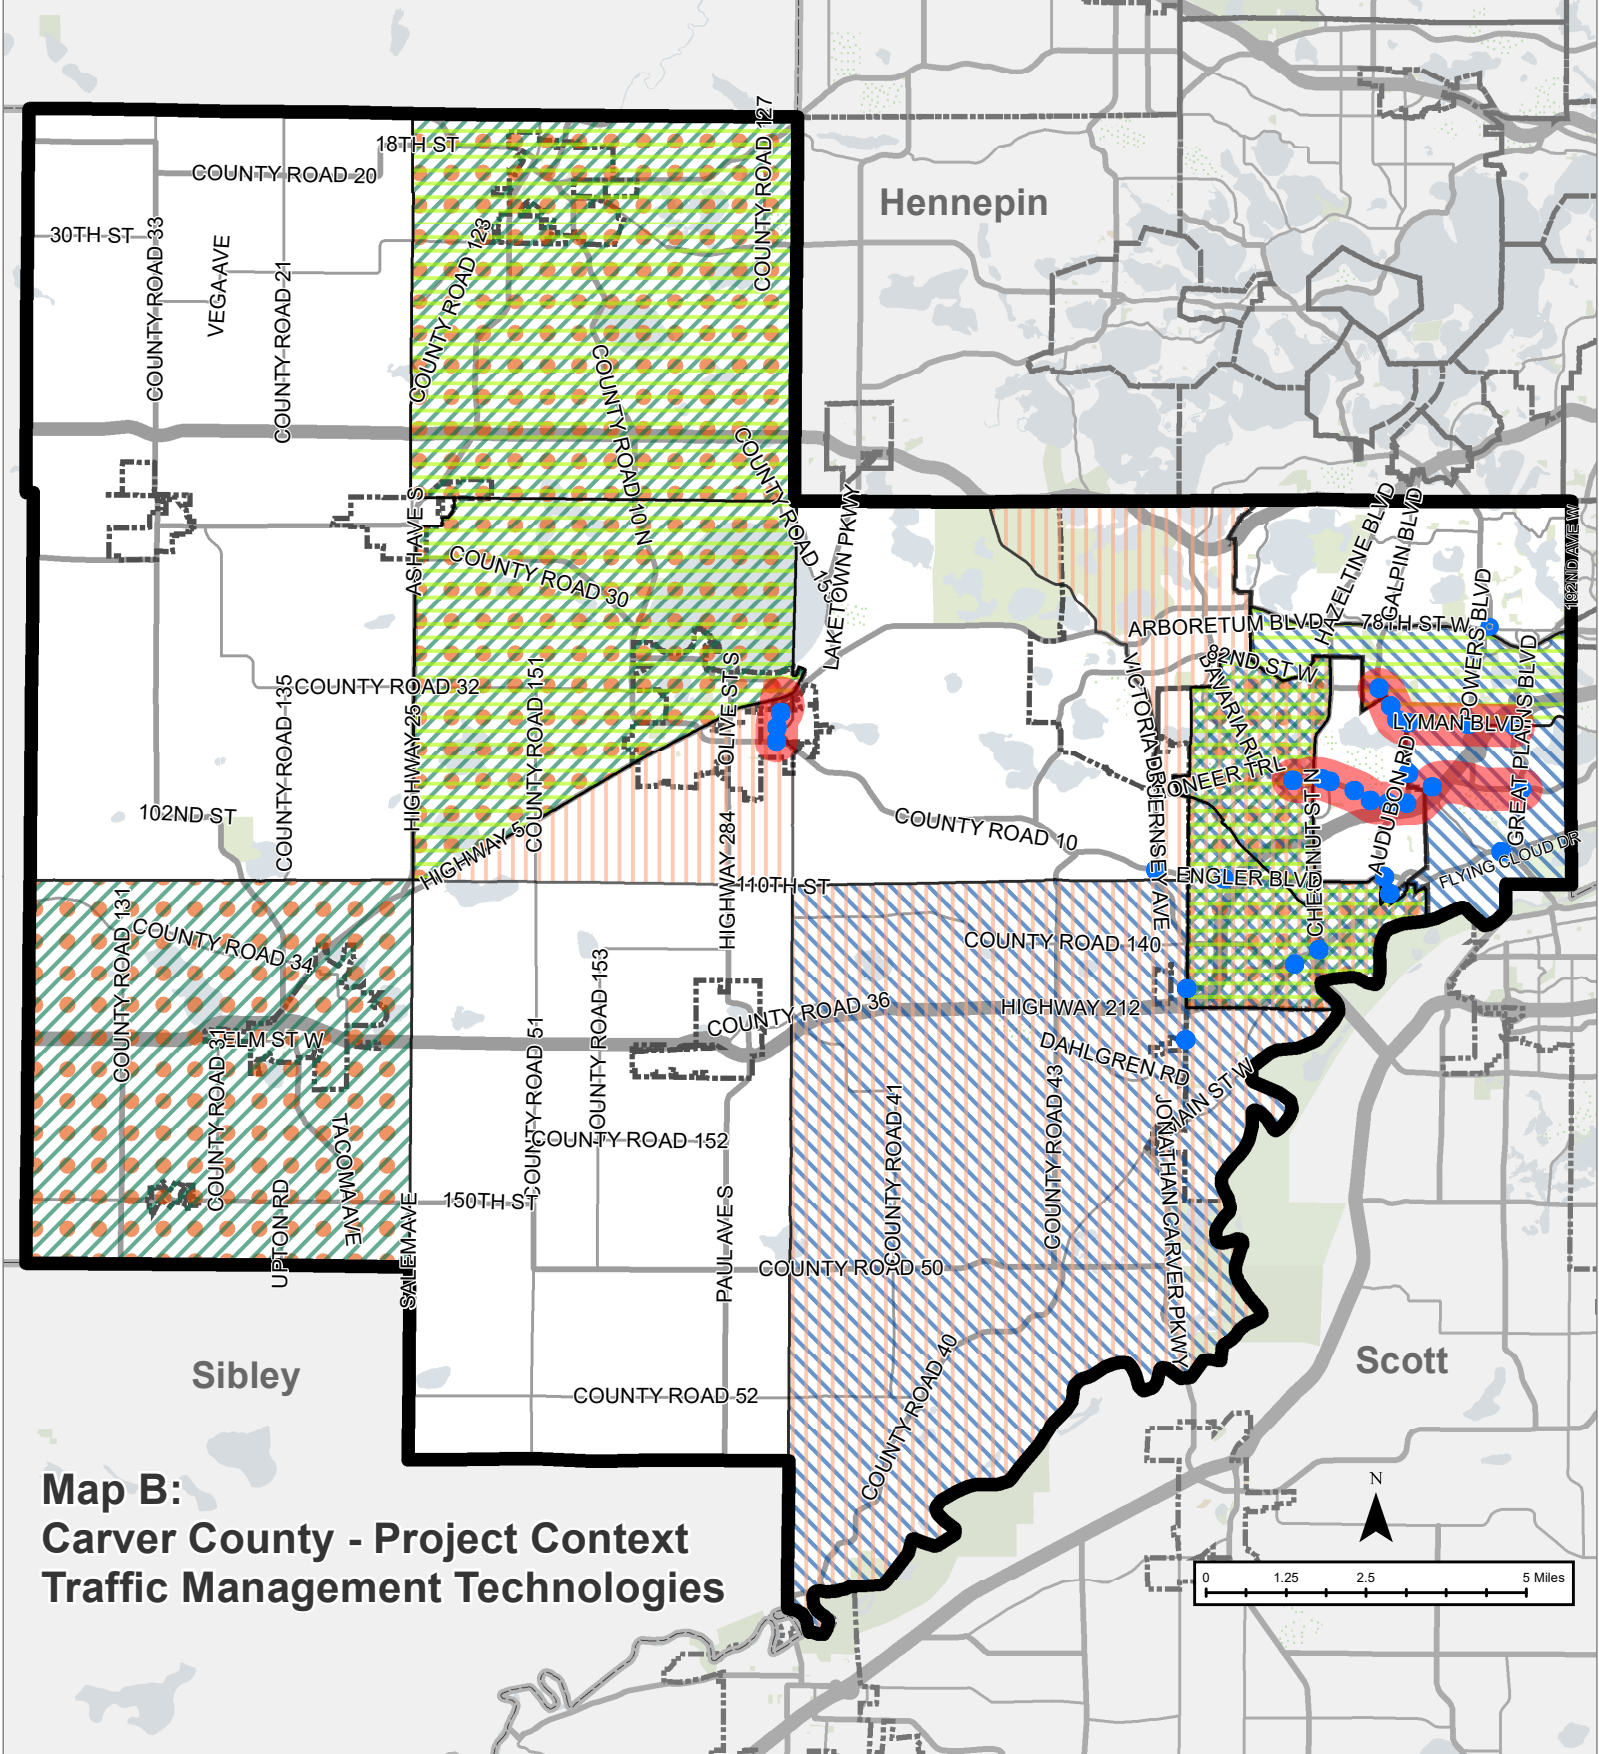 COUNTY ROAD 127
18TH ST
COUNTY ROAD 20
Hennepin
30TH ST
COUNTY ROAD 33
VEGA AVE
COUNTY ROAD 21
COUNTY ROAD 123
COUNTY ROAD 10 N
COUNTY ROAD 155
LAKETOWN PKWY
HAZELTINE BLVD
GALPIN BLVD
192ND AVE W
ASH AVE S
COUNTY ROAD 30
POWERS BLVD
ARBORETUM BLVD
78TH ST W
82ND ST W
BAVARIA RD
VICTORIA DR
GREAT PLAINS BLVD
COUNTY ROAD 32
COUNTY ROAD 135
HIGHWAY 25
COUNTY ROAD 151
OLIVE ST S
LYMAN BLVD
PIONEER TRL
AUDUBON RD
102ND ST
HIGHWAY 5
HIGHWAY 284
COUNTY ROAD 10
GUERNSEY AVE
CHESTNUT ST N
FLYING CLOUD DR
110TH ST
ENGLER BLVD
COUNTY ROAD 131
COUNTY ROAD 34
COUNTY ROAD 140
COUNTY ROAD 153
COUNTY ROAD 36
HIGHWAY 212
ELM ST W
COUNTY ROAD 31
COUNTY ROAD 51
DAHLGREN RD
MAIN ST W
COUNTY ROAD 41
COUNTY ROAD 43
JONATHAN CARVER PKWY
TACOMA AVE
COUNTY ROAD 152
150TH ST
UPTON RD
SALEM AVE
PAUL AVE S
COUNTY ROAD 50
COUNTY ROAD 40
Sibley
Scott
COUNTY ROAD 52
Map B:
Carver County - Project Context
Traffic Management Technologies
N
0 1.25 2.5 5 Miles